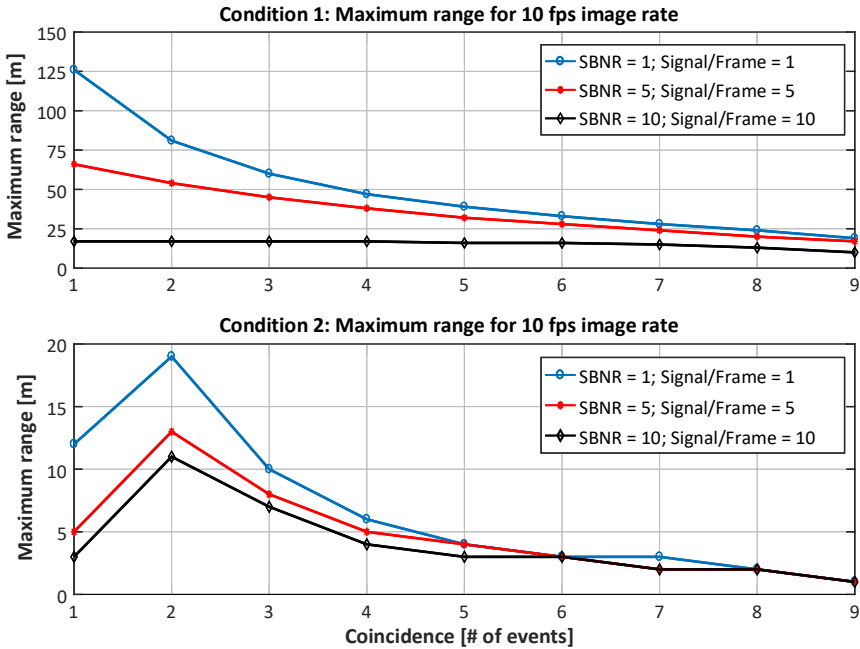 Condition 1: Maximum range for 10 fps image rate
Maximum range [m]
150
125
100
75
50
25
0
SBNR = 1; Signal/Frame = 1
SBNR = 5; Signal/Frame = 5
SBNR = 10; Signal/Frame = 10
1 2 3 4 5 6 7 8 9
Condition 2: Maximum range for 10 fps image rate
Maximum range [m]
20
15
10
5
0
SBNR = 1; Signal/Frame = 1
SBNR = 5; Signal/Frame = 5
SBNR = 10; Signal/Frame = 10
1 2 3 4 5 6 7 8 9
Coincidence [# of events]